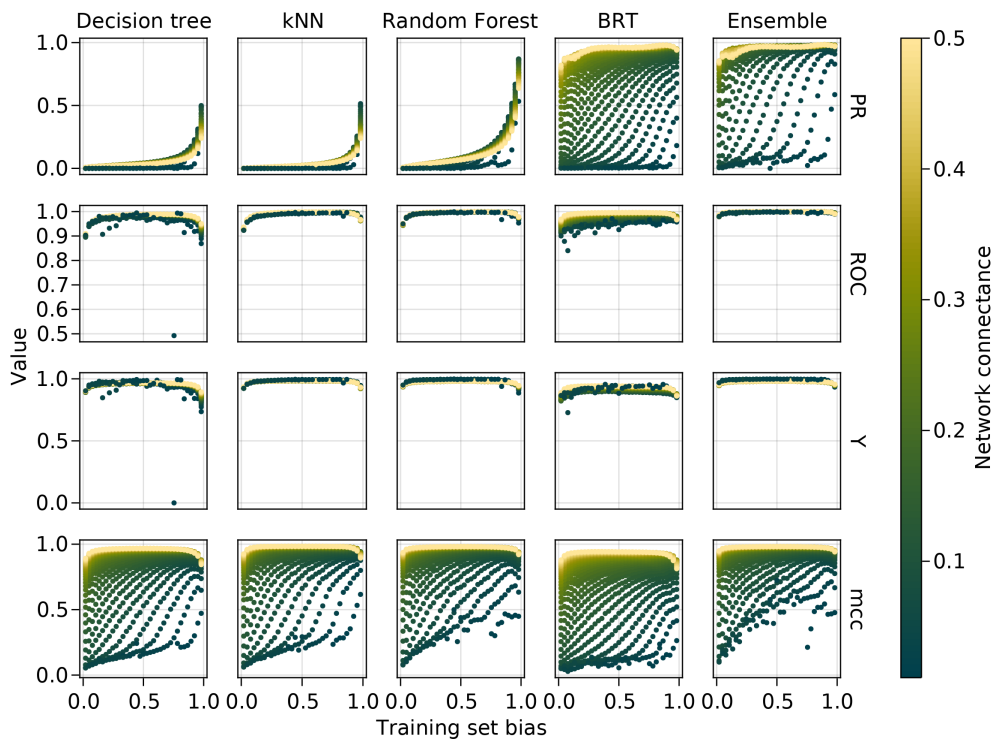 Decision tree kNN Random Forest BRT Ensemble
1.0
0.5
0.0
PR
1.0
0.9
0.8
0.7
0.6
0.5
ROC
1.0
0.5
0.0
Y
1.0
0.5
0.0
mcc
0.0 0.5 1.0 0.0 0.5 1.0 0.0 0.5 1.0 0.0 0.5 1.0 0.0 0.5 1.0
Training set bias
Value
0.5
0.4
0.3
0.2
0.1
Network connectance